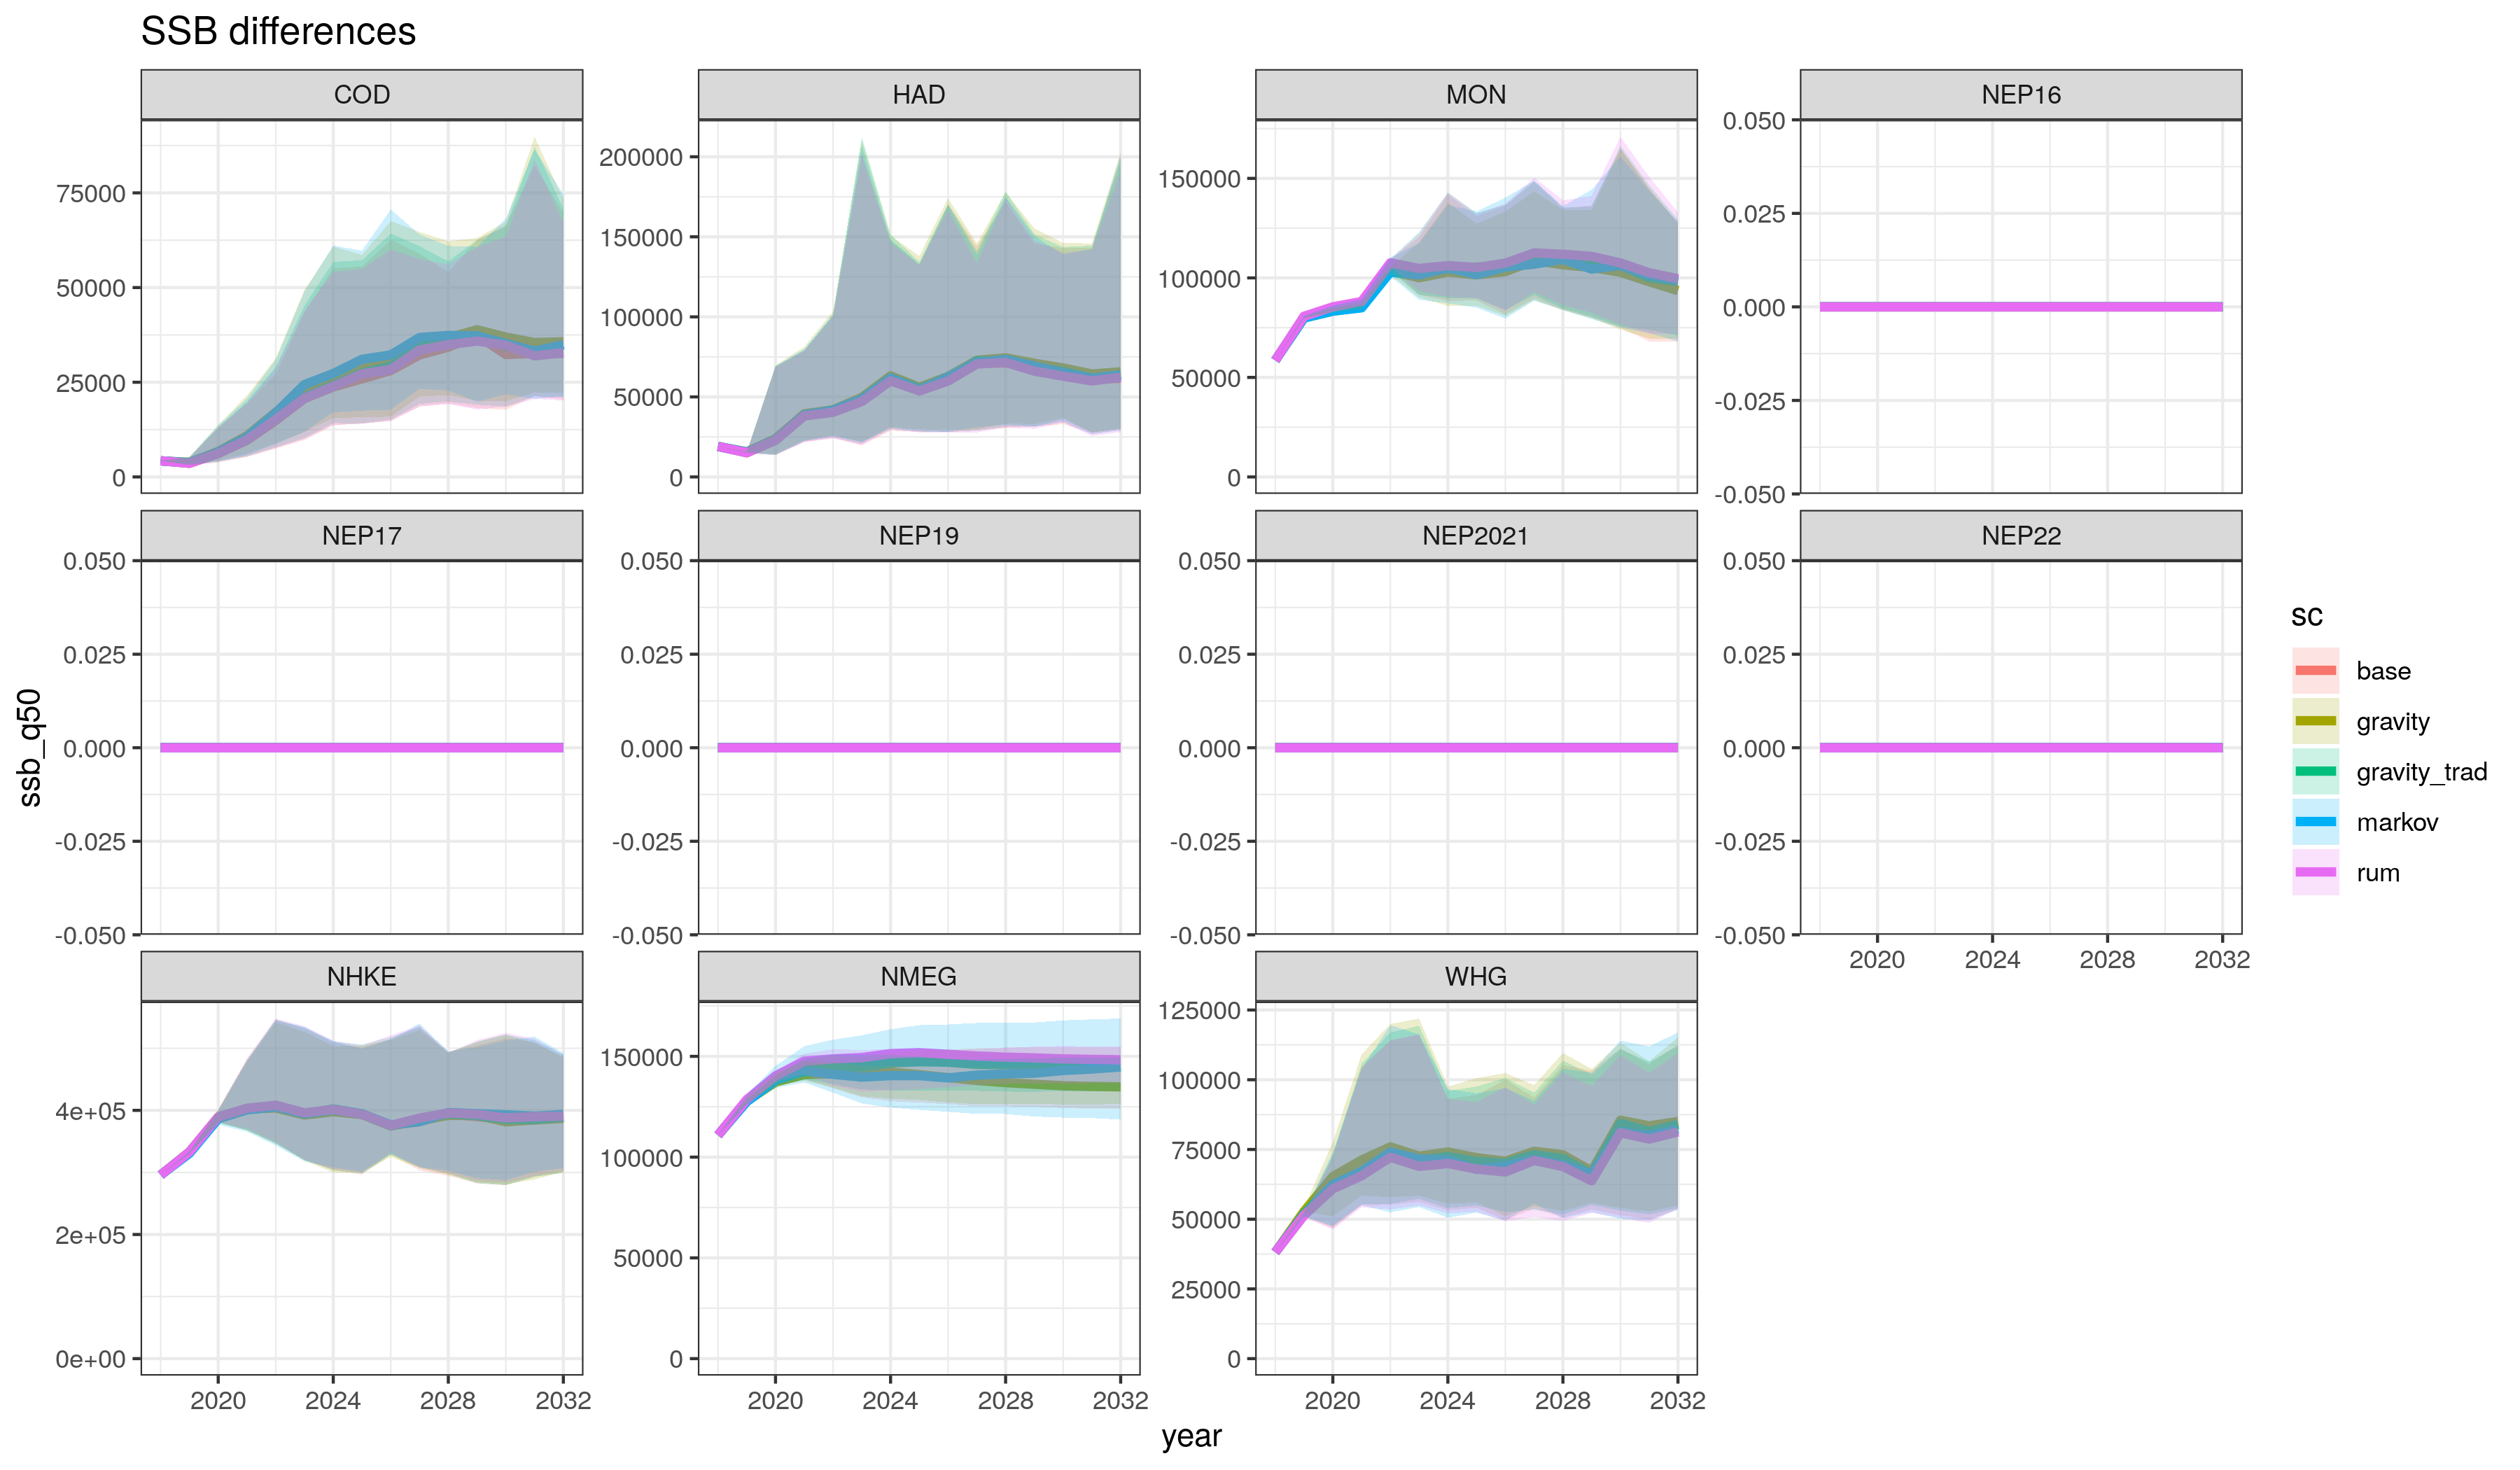 SSB differences
COD
HAD
MON
NEP16
75000
50000
25000
0
200000
150000
100000
50000
0
150000
100000
50000
0
0.050
0.025
0.000
-0.025
-0.050
NEP17
NEP19
NEP2021
NEP22
0.050
0.025
0.000
-0.025
-0.050
0.050
0.025
0.000
-0.025
-0.050
0.050
0.025
0.000
-0.025
-0.050
0.050
0.025
0.000
-0.025
-0.050
2020
2024
2028
2032
NHKE
NMEG
WHG
4e+05
2e+05
0e+00
150000
100000
50000
0
125000
100000
75000
50000
25000
0
2020
2024
2028
2032
2020
2024
2028
2032
2020
2024
2028
2032
year
ssb_q50
sc
base
gravity
gravity_trad
markov
rum